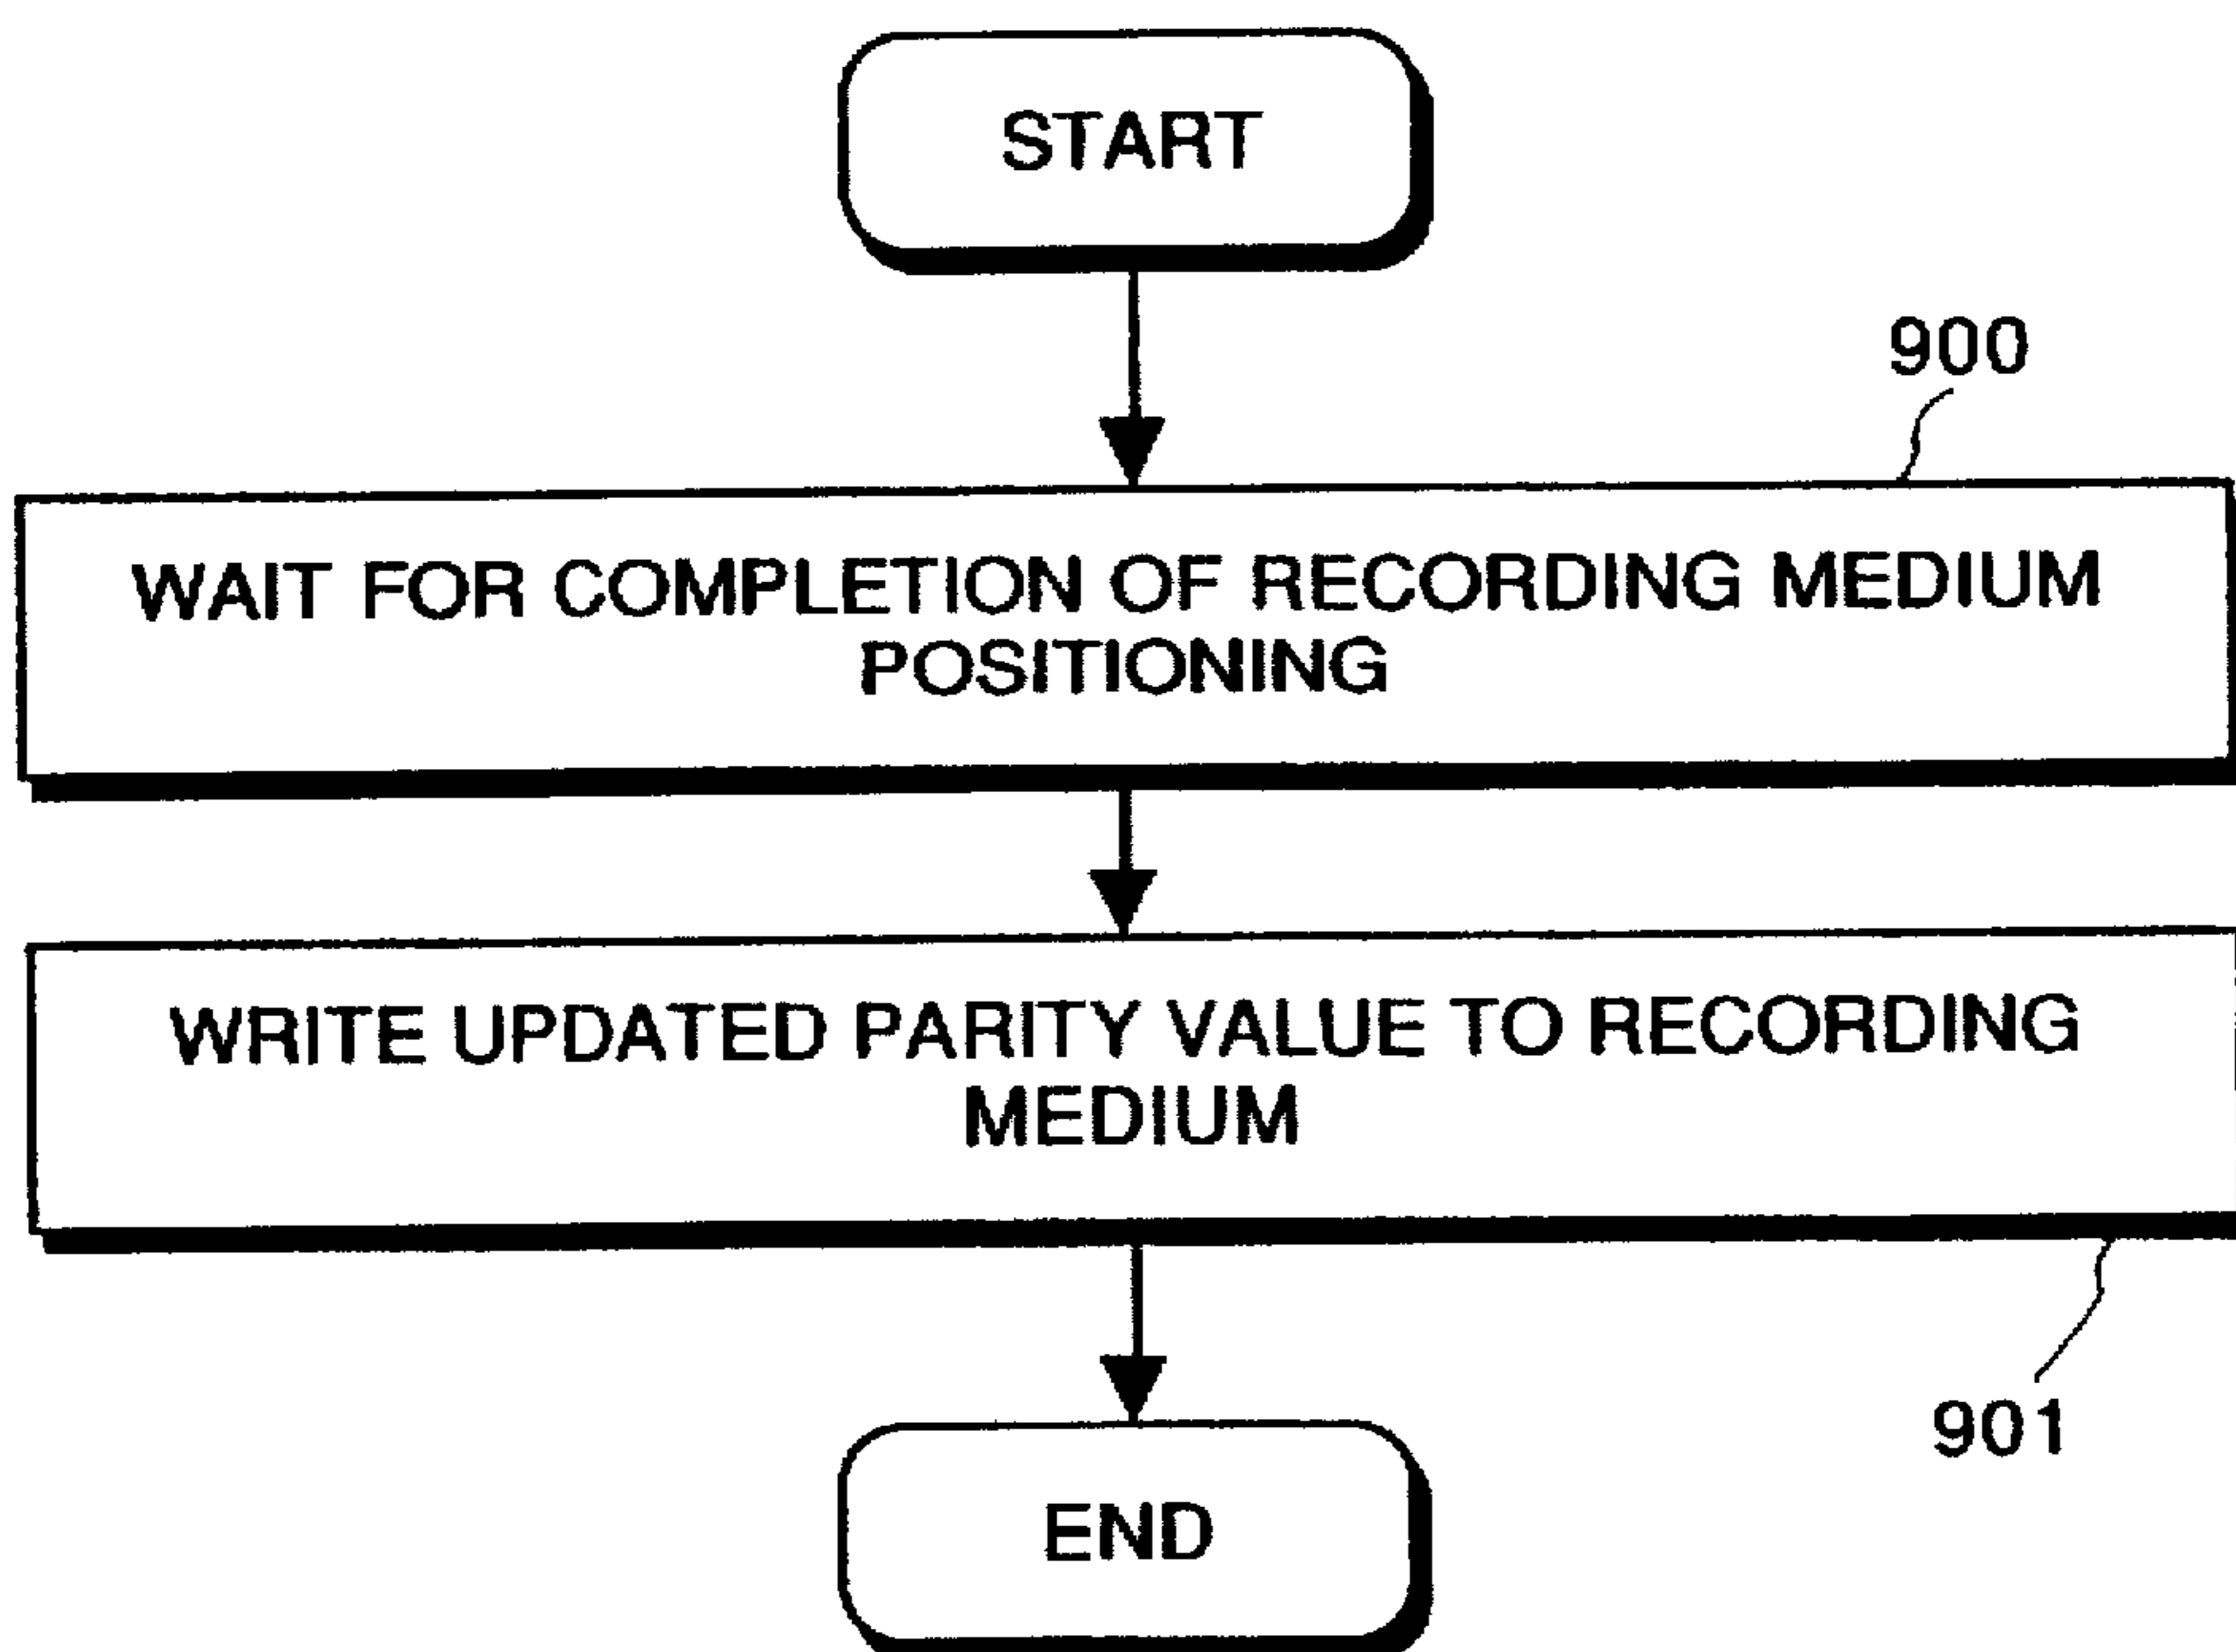 START
900
WAIT FOR COMPLETION OF RECORDING MEDIUM
POSITIONING
WRITE UPDATED PARITY VALUE TO RECORDING
MEDIUM
901
END